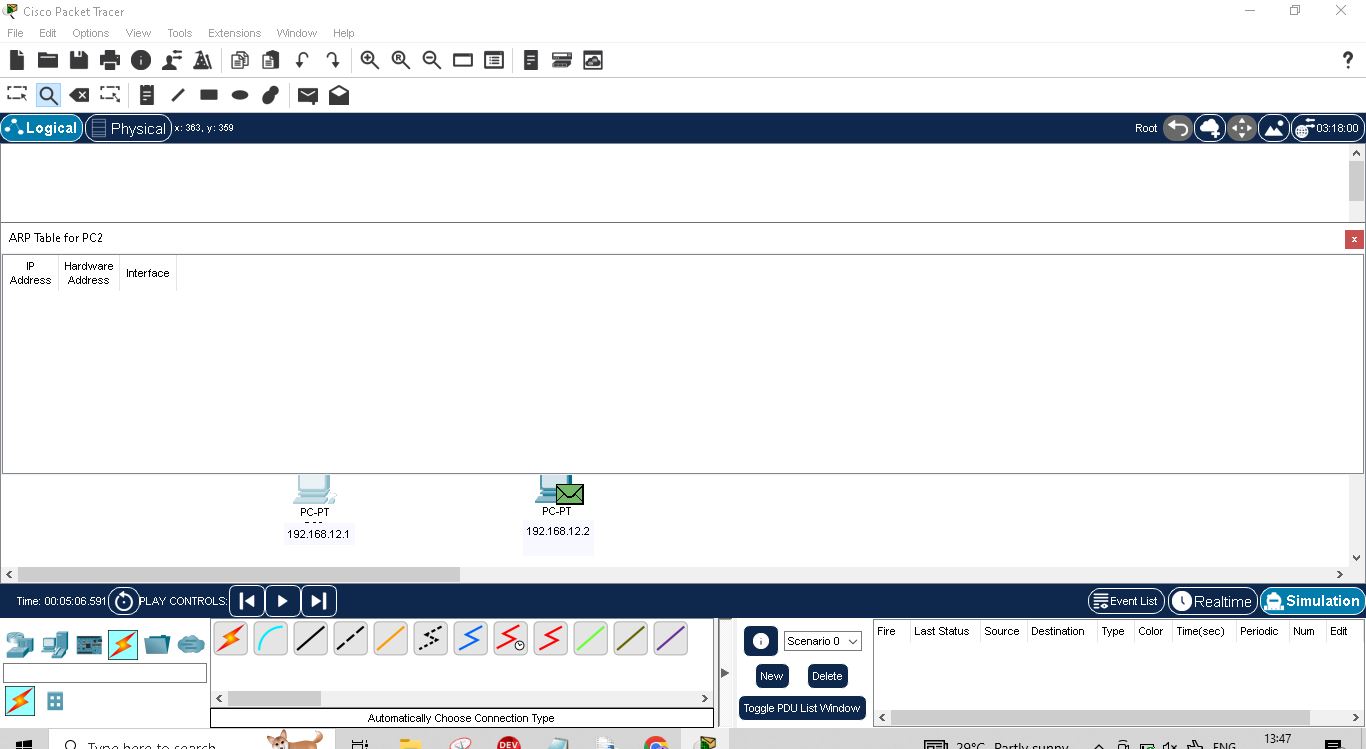 Cisco Packet Tracer
File Edit Options View Tools Extensions Window Help
?
Logical Physical x: 363, y: 359 Root 03:18:00
ARP Table for PC2 x
IP Address Hardware Address Interface
PC-PT PC-PT
192.168.12.1 192.168.12.2
Time: 00:05:06.591 PLAY CONTROLS: Event List Realtime Simulation
Scenario 0 Fire Last Status Source Destination Type Color Time(sec) Periodic Num Edit
New Delete
Toggle PDU List Window
Automatically Choose Connection Type
Type here to search DEV 29°C Partly sunny ENG 13:47